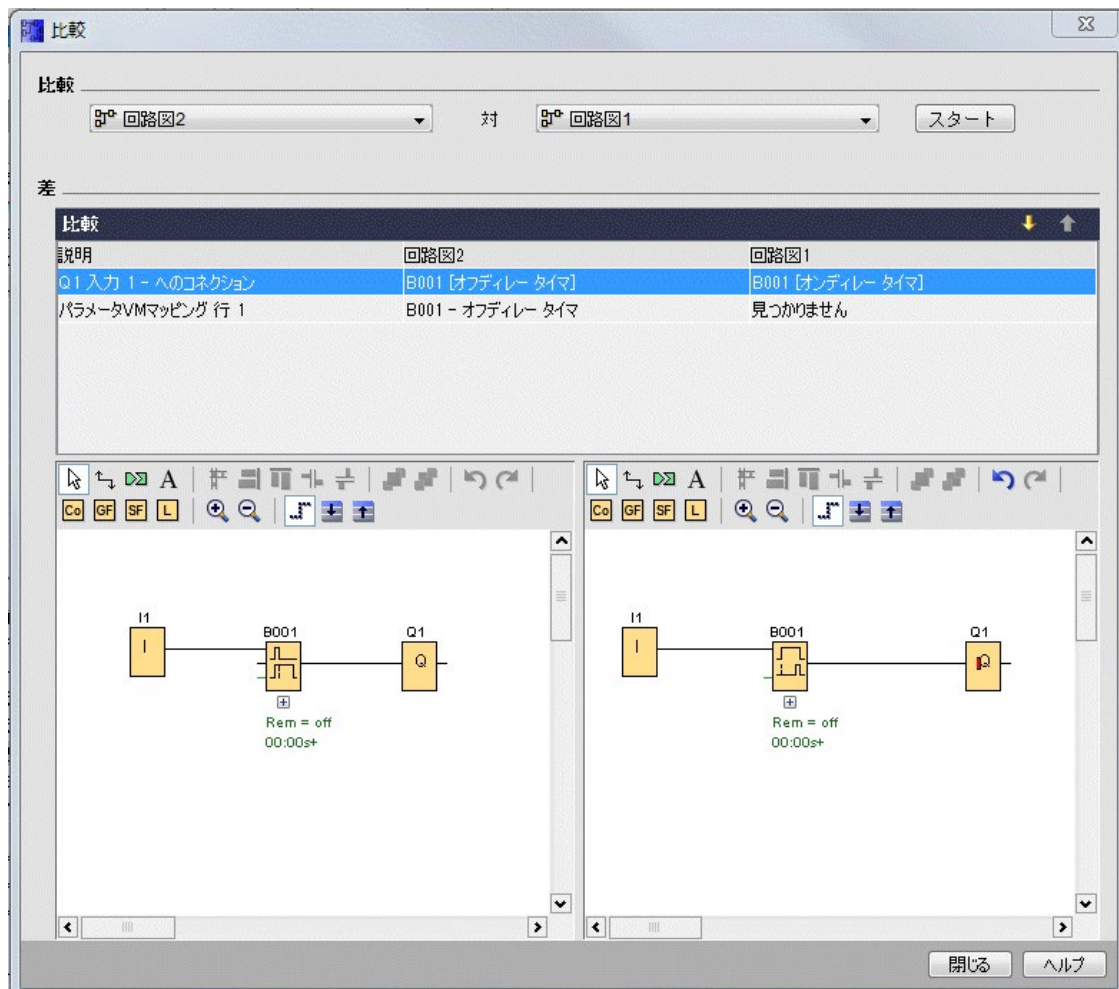 比較
比較
回路図2 対 回路図1 スタート
差
比較
説明 回路図2 回路図1
Q1 入力 1 - へのコネクション B001 [オフディレー タイマ] B001 [オンディレー タイマ]
パラメータVMマッピング 行 1 B001 - オフディレー タイマ 見つかりません
A A
Co GF SF L Co GF SF L
I1 B001 Q1
I Q
Rem = off
00:00s+
I1 B001 Q1
I Q
Rem = off
00:00s+
閉じる ヘルプ